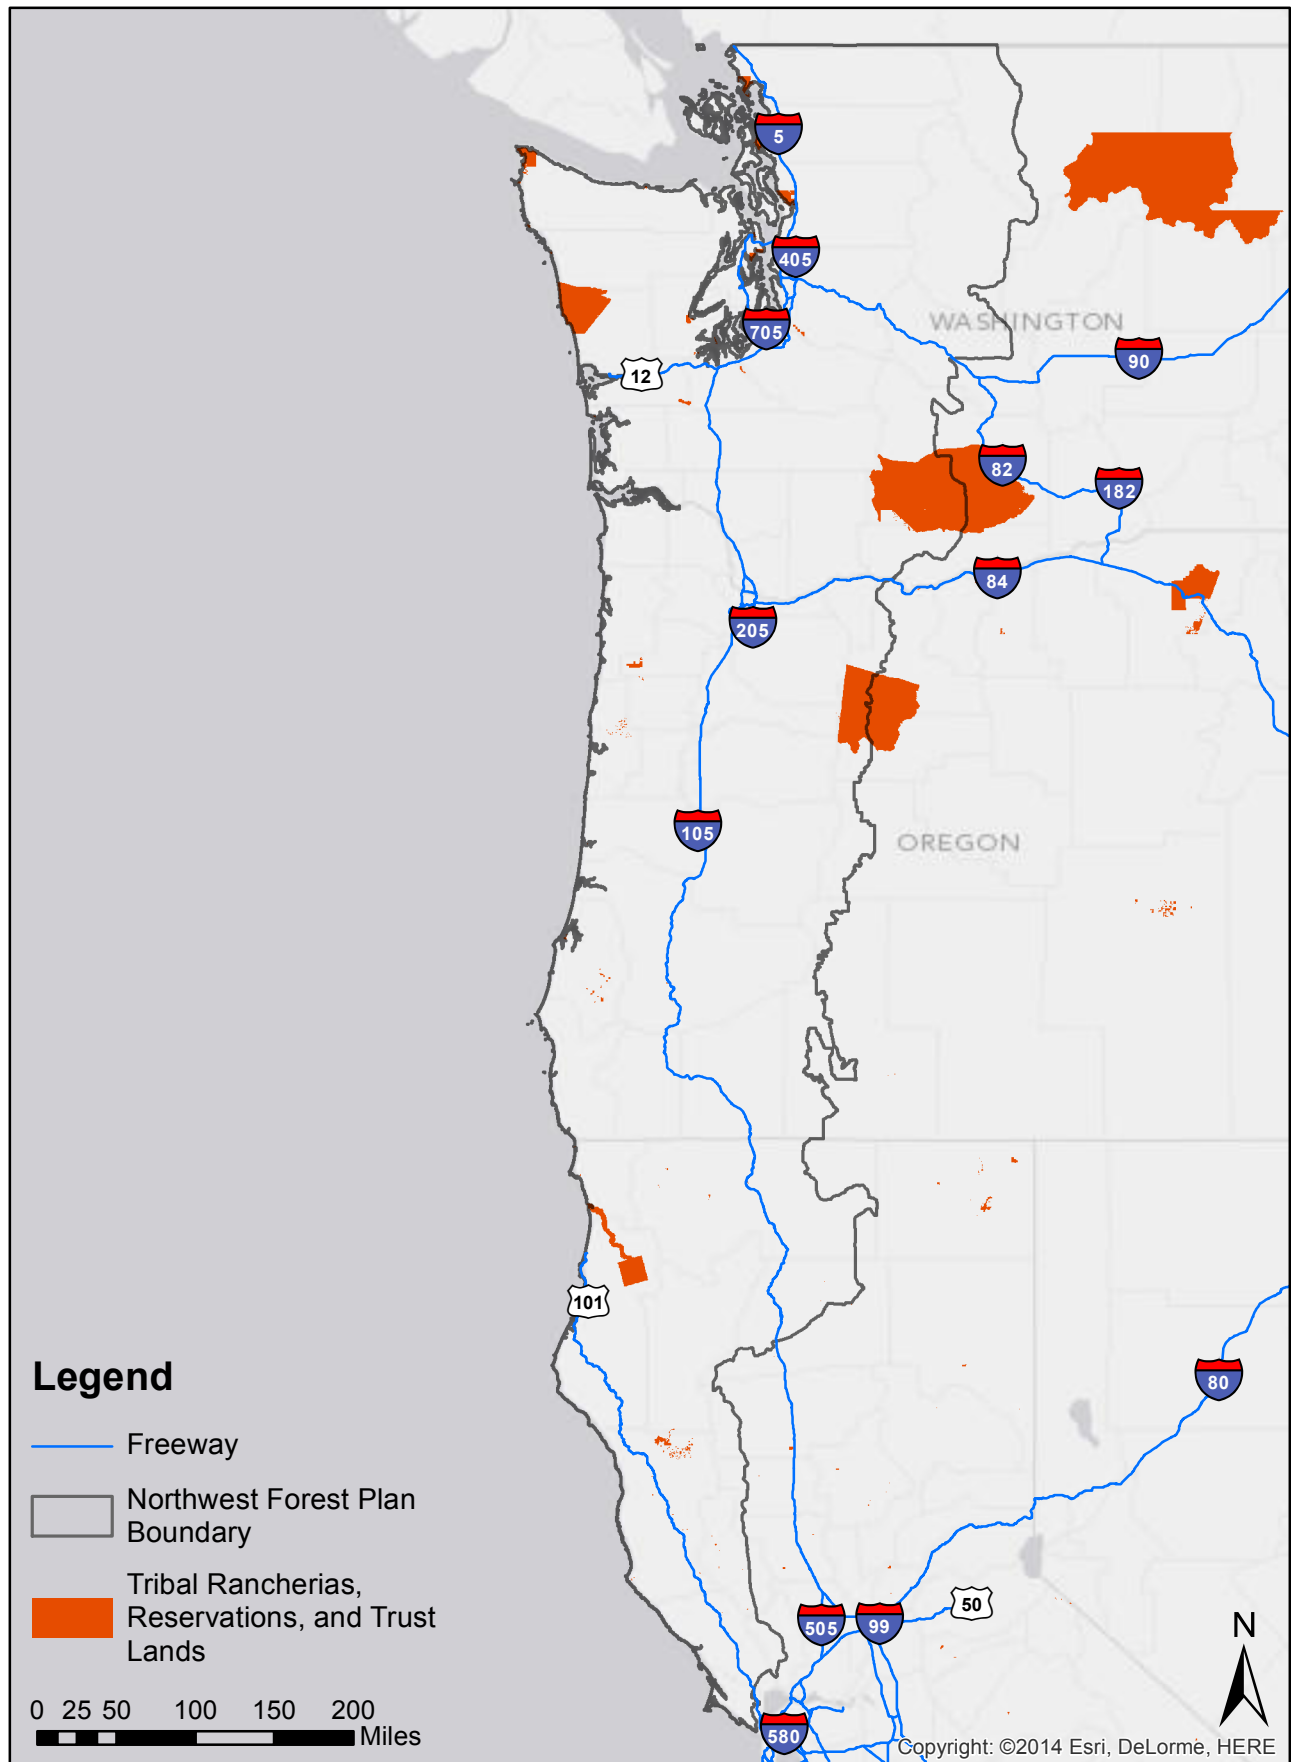 5
405
WASHINGTON
705
90
12
82
182
84
205
105
OREGON
101
80
Legend
Freeway
Northwest Forest Plan
Boundary
Tribal Rancherias,
Reservations, and Trust
Lands
50
505
99
N
0 25 50 100 150 200
Miles
580
Copyright: ©2014 Esri, DeLorme, HERE